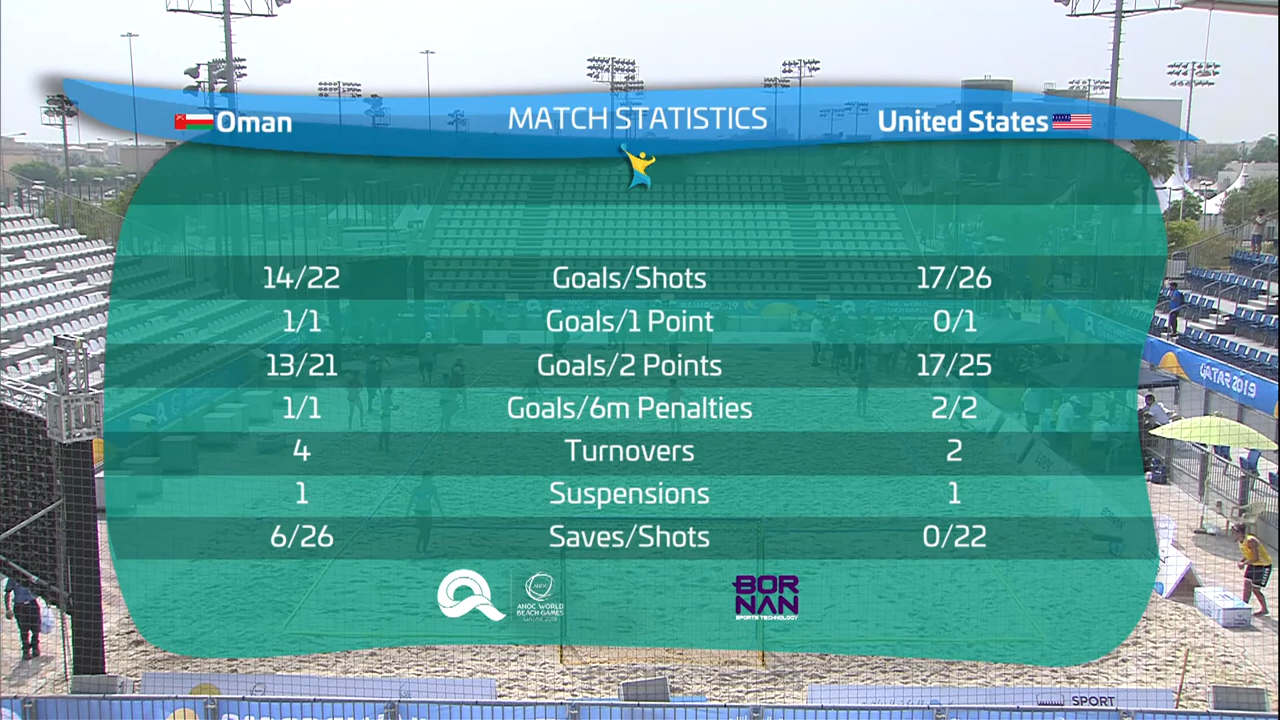 Oman MATCH STATISTICS United States
14/22 Goals/Shots 17/26
1/1 Goals/1 Point 0/1
13/21 Goals/2 Points 17/25
1/1 Goals/6m Penalties 2/2
4 Turnovers 2
1 Suspensions 1
6/26 Saves/Shots 0/22
ANOC WORLD
BEACH GAMES
QATAR 2019
BOR
NAN
SPORTS TECHNOLOGY
QATAR 2019
SPORT